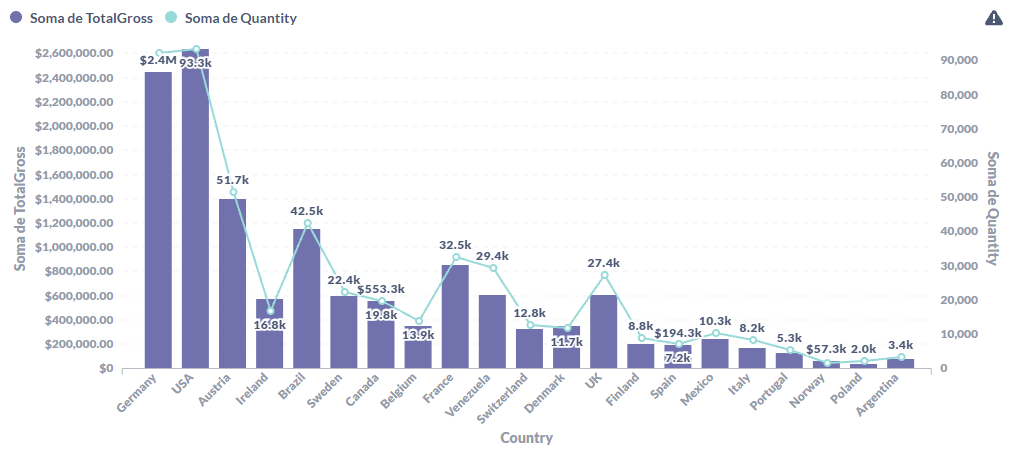 Soma de TotalGross Soma de Quantity
$2,600,000.00
$2,400,000.00
$2,200,000.00
$2,000,000.00
$1,800,000.00
$1,600,000.00
$1,400,000.00
$1,200,000.00
$1,000,000.00
$800,000.00
$600,000.00
$400,000.00
$200,000.00
$0
Soma de TotalGross
$2.4M
93.3k
51.7k
16.8k
42.5k
22.4k
$553.3k
19.8k
13.9k
32.5k
29.4k
12.8k
11.7k
27.4k
8.8k
$194.3k
7.2k
10.3k
8.2k
5.3k
$57.3k
2.0k
3.4k
90,000
80,000
70,000
60,000
50,000
40,000
30,000
20,000
10,000
0
Soma de Quantity
Germany
USA
Austria
Ireland
Brazil
Sweden
Canada
Belgium
France
Venezuela
Switzerland
Denmark
UK
Finland
Spain
Mexico
Italy
Portugal
Norway
Poland
Argentina
Country